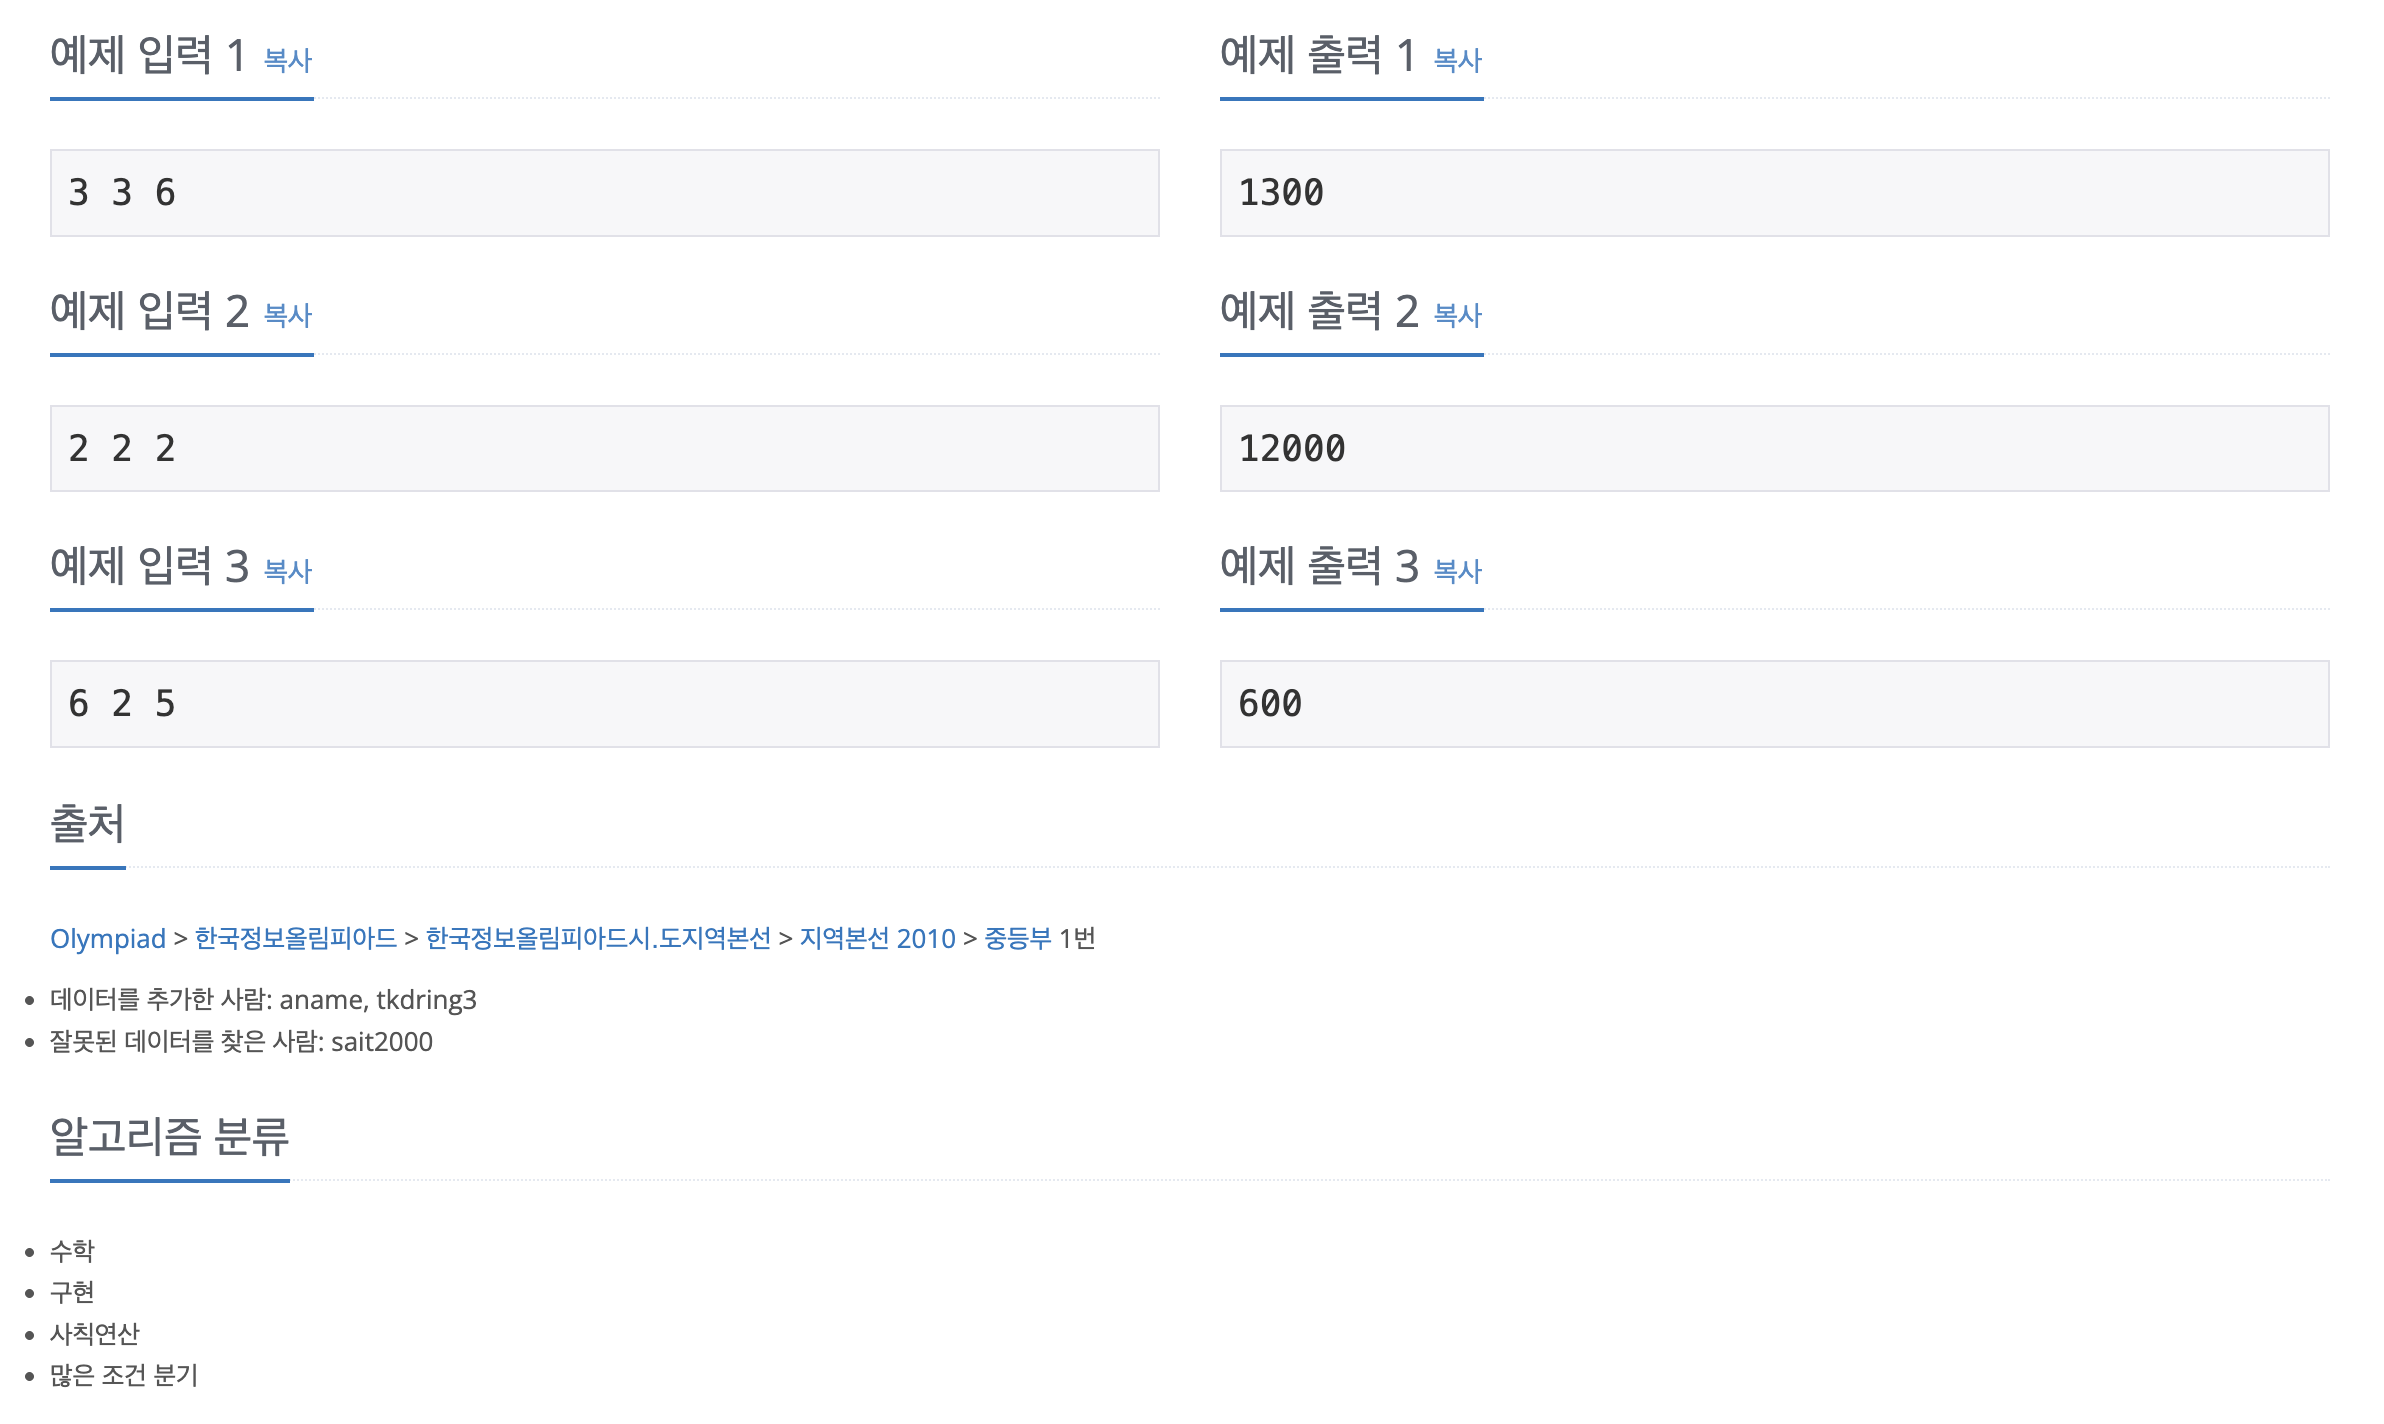 예제 입력 1 복사
3 3 6
예제 출력 1 복사
1300
예제 입력 2 복사
2 2 2
예제 출력 2 복사
12000
예제 입력 3 복사
6 2 5
예제 출력 3 복사
600
출처
Olympiad > 한국정보올림피아드 > 한국정보올림피아드시.도지역본선 > 지역본선 2010 > 중등부 1번
데이터를 추가한 사람: aname, tkdring3
잘못된 데이터를 찾은 사람: sait2000
알고리즘 분류
수학
구현
사칙연산
많은 조건 분기